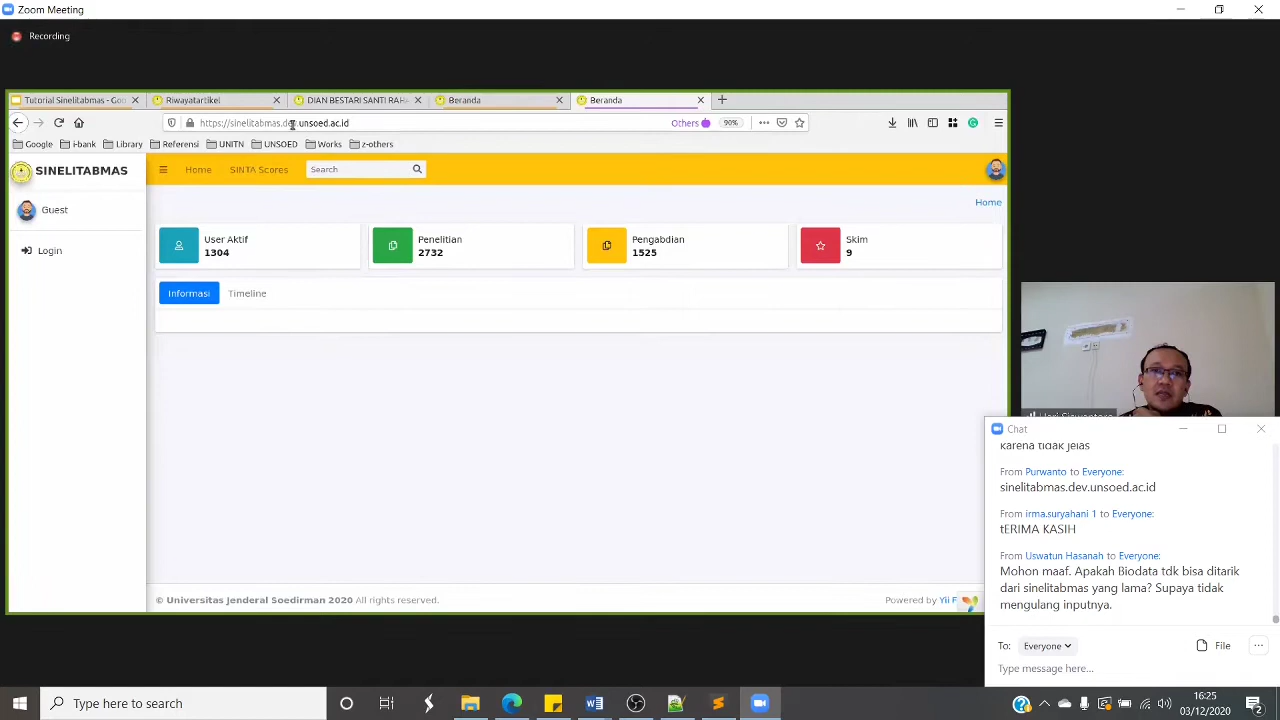 Zoom Meeting
Recording
Tutorial Sinelitabmas - Goo
Riwayatartikel
DIAN BESTARI SANTI RAHA
Beranda
Beranda
https://sinelitabmas.dev.unsoed.ac.id
Others
90%
Google
i-bank
Library
Referensi
UNITN
UNSOED
Works
z-others
SINELITABMAS
Home
SINTA Scores
Search
Guest
Home
Login
User Aktif
1304
Penelitian
2732
Pengabdian
1525
Skim
9
Informasi
Timeline
© Universitas Jenderal Soedirman 2020 All rights reserved.
Powered by Yii F
Chat
karena tidak jelas
From Purwanto to Everyone:
sinelitabmas.dev.unsoed.ac.id
From irma.suryahani 1 to Everyone:
tERIMA KASIH
From Uswatun Hasanah to Everyone:
Mohon maaf. Apakah Biodata tdk bisa ditarik
dari sinelitabmas yang lama? Supaya tidak
mengulang inputnya.
To: Everyone
File
Type message here...
Type here to search
16:25
03/12/2020
2